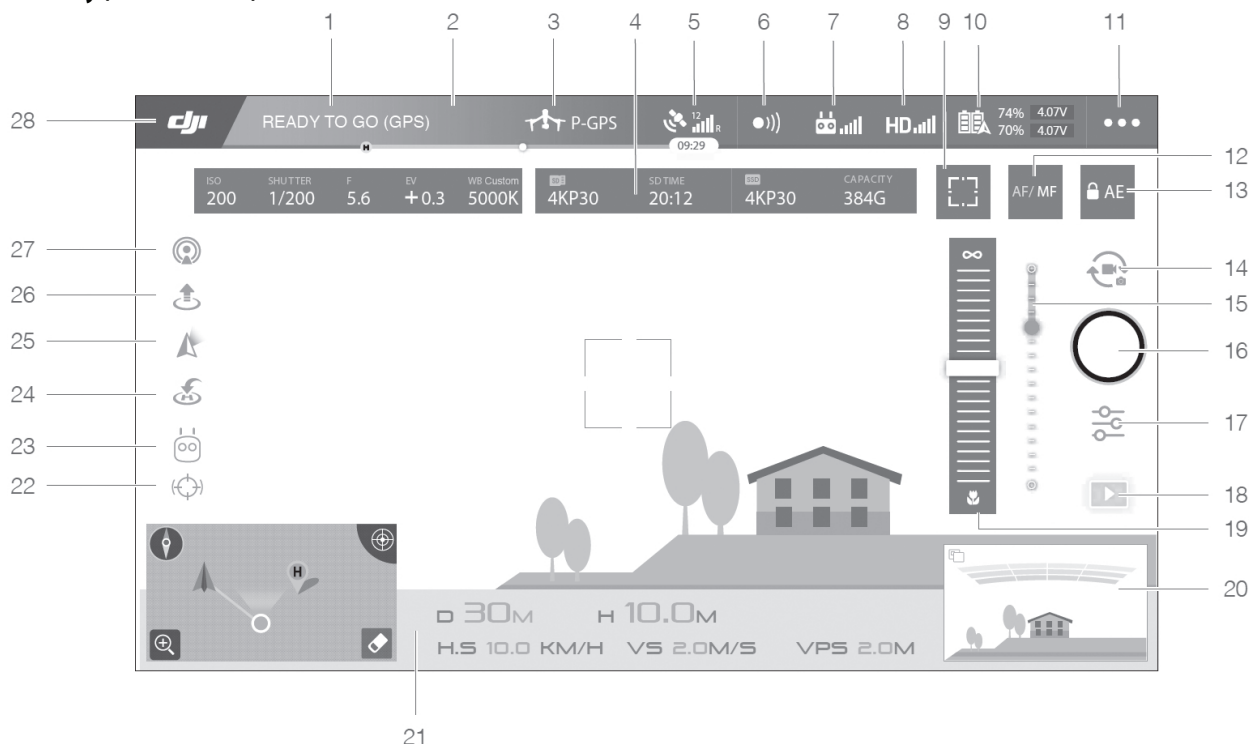 1 2 3 4 5 6 7 8 9 10 11
28 dji READY TO GO (GPS) P-GPS 12 R HD 74% 4.07V
70% 4.07V
H 09:29
12
ISO SHUTTER F EV WB Custom SD SD TIME SSD CAPACITY
200 1/200 5.6 +0.3 5000K 4KP30 20:12 4KP30 384G AF/ MF AE 13
27 14
26 15
25 16
24
23 17
22 18
19
H
20
D 30M H 10.0M
H.S 10.0 KM/H VS 2.0M/S VPS 2.0M
21